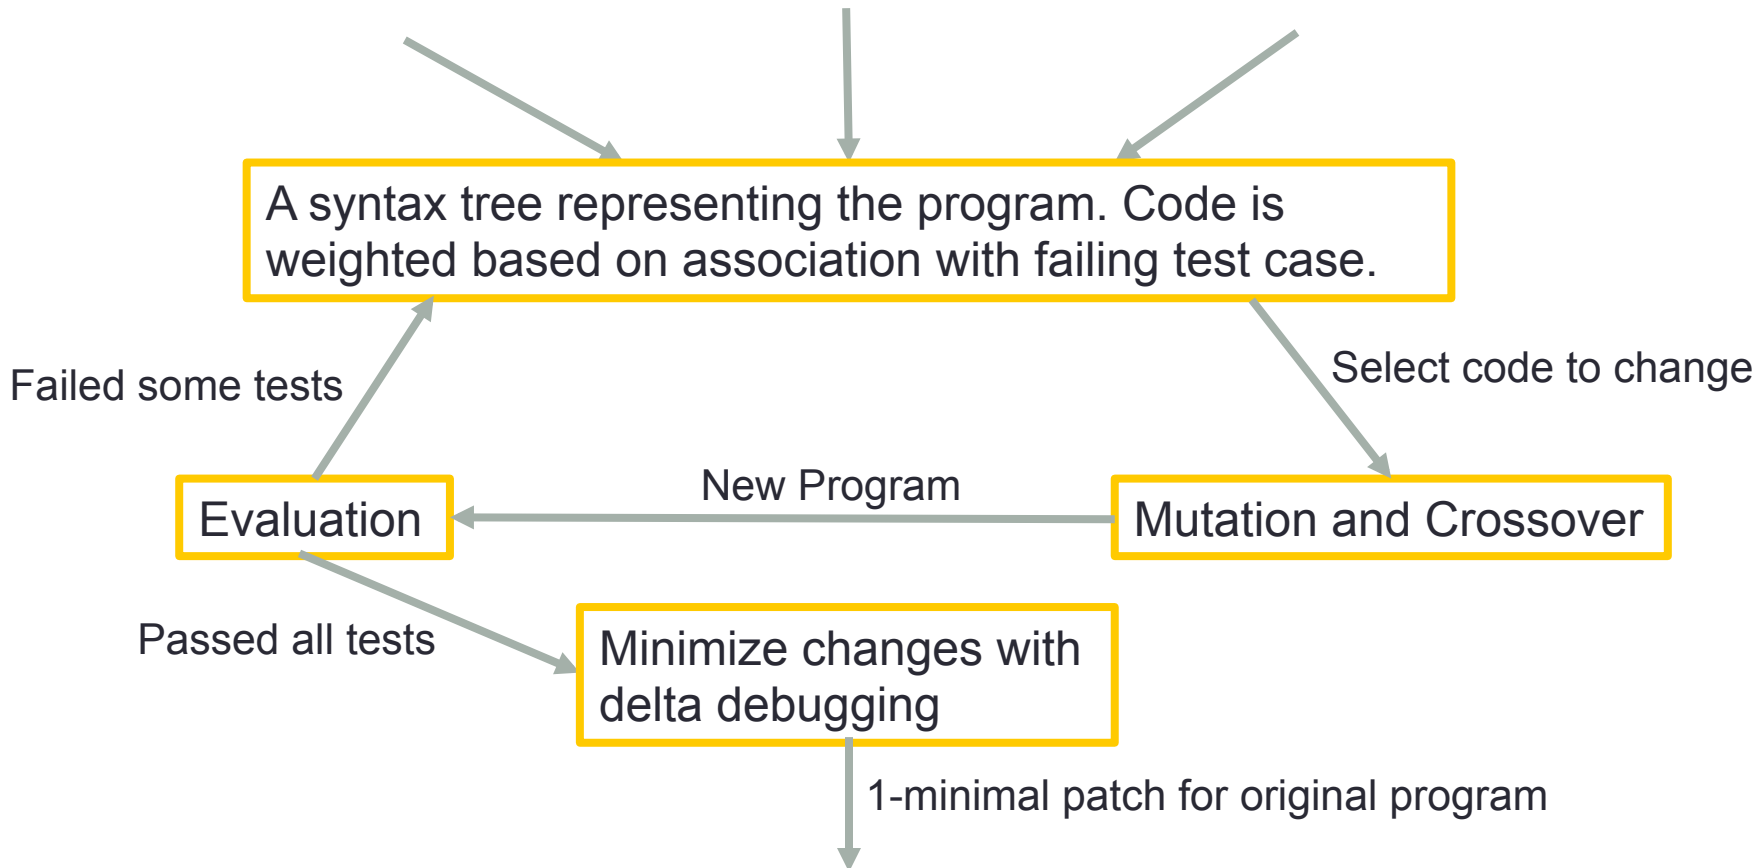 A syntax tree representing the program. Code is
weighted based on association with failing test case.
Failed some tests
Select code to change
New Program
Evaluation
Mutation and Crossover
Passed all tests
Minimize changes with
delta debugging
1-minimal patch for original program